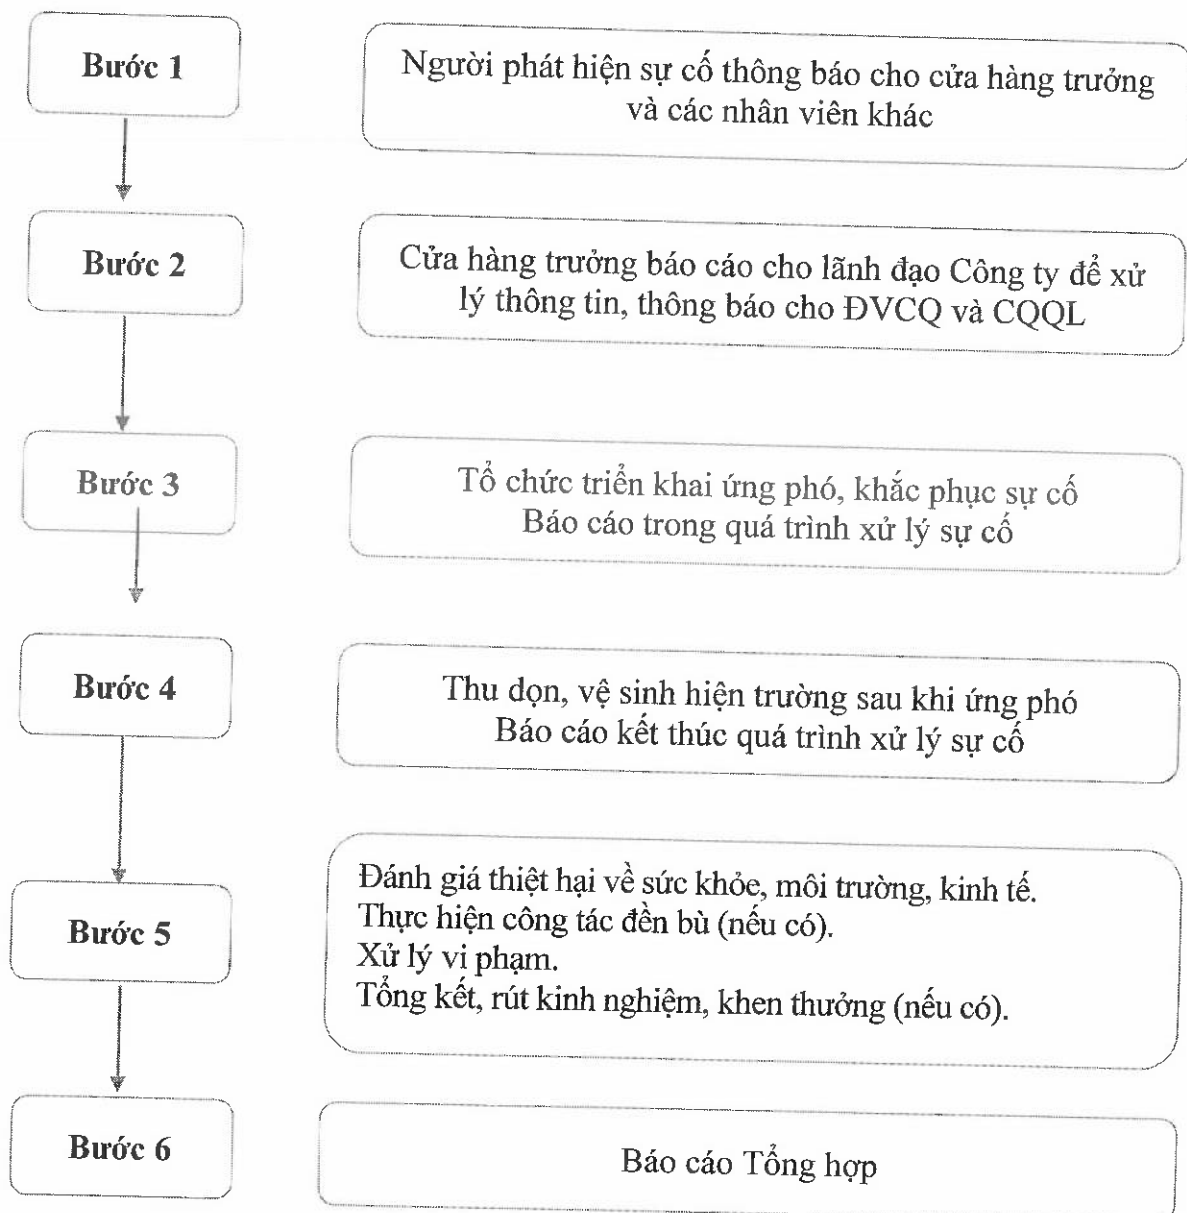 Bước 1
Người phát hiện sự cố thông báo cho cửa hàng trưởng
và các nhân viên khác
Bước 2
Cửa hàng trưởng báo cáo cho lãnh đạo Công ty để xử
lý thông tin, thông báo cho ĐVCQ và CQQL
Bước 3
Tổ chức triển khai ứng phó, khắc phục sự cố
Báo cáo trong quá trình xử lý sự cố
Bước 4
Thu dọn, vệ sinh hiện trường sau khi ứng phó
Báo cáo kết thúc quá trình xử lý sự cố
Bước 5
Đánh giá thiệt hại về sức khỏe, môi trường, kinh tế.
Thực hiện công tác đền bù (nếu có).
Xử lý vi phạm.
Tổng kết, rút kinh nghiệm, khen thưởng (nếu có).
Bước 6
Báo cáo Tổng hợp